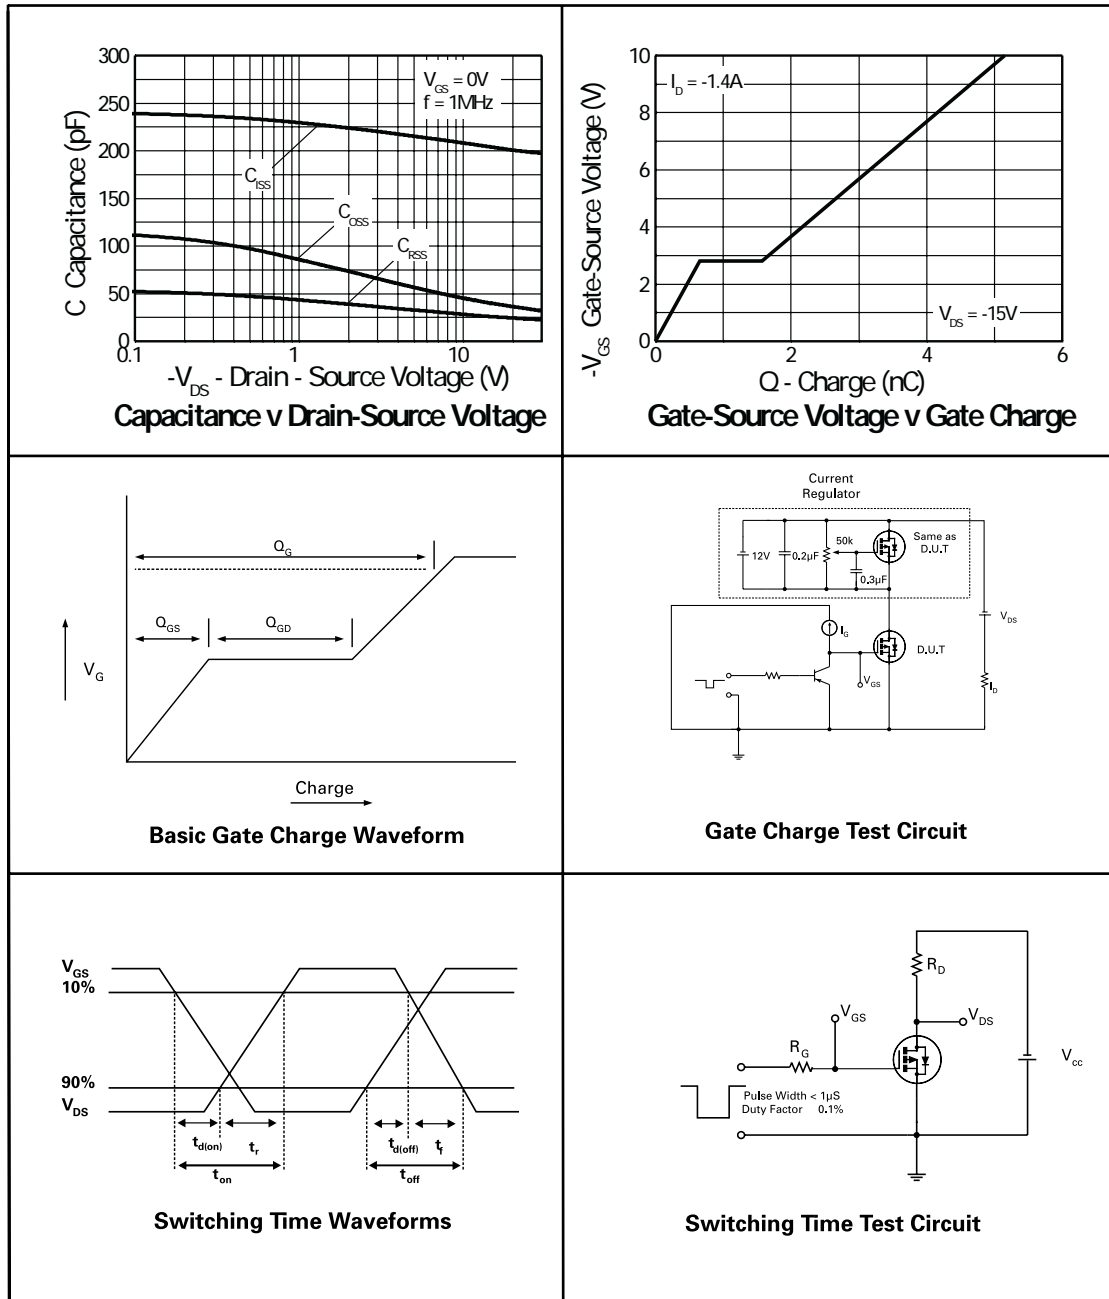 300
250
200
150
100
50
0
0.1
1
10
C Capacitance (pF)
VGS = 0V
f = 1MHz
CISS
COSS
CRSS
-VDS - Drain - Source Voltage (V)
Capacitance v Drain-Source Voltage
10
8
6
4
2
0
0
2
4
6
-VGS Gate-Source Voltage (V)
ID = -1.4A
VDS = -15V
Q - Charge (nC)
Gate-Source Voltage v Gate Charge
QG
QGS
QGD
VG
Charge
Basic Gate Charge Waveform
Current
Regulator
12V
0.2µF
50k
Same as
D.U.T
0.3µF
IG
VDS
D.U.T
VGS
ID
Gate Charge Test Circuit
VGS
10%
90%
VDS
td(on)
tr
td(off)
tf
ton
toff
Switching Time Waveforms
RD
VGS
VDS
RG
Vcc
Pulse Width < 1µS
Duty Factor 0.1%
Switching Time Test Circuit